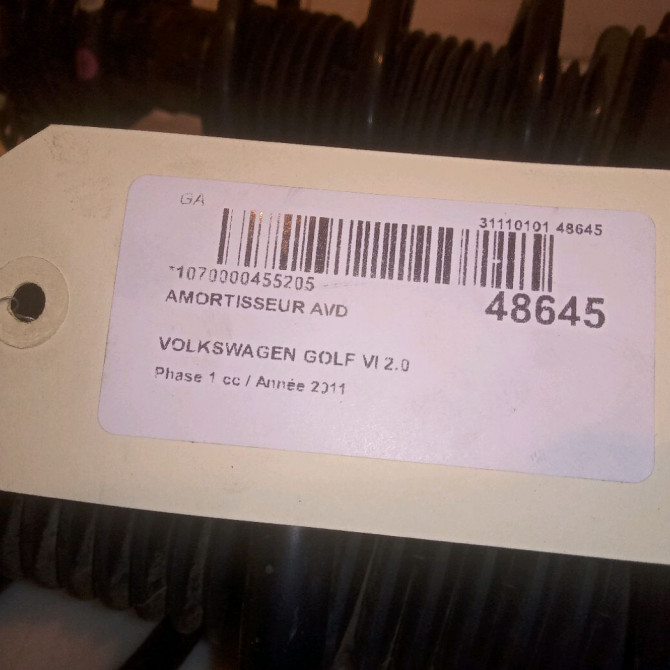 GA
31110101 48645
*1070000455205
48645
AMORTISSEUR AVD
VOLKSWAGEN GOLF VI 2.0
Phase 1 cc / Année 2011